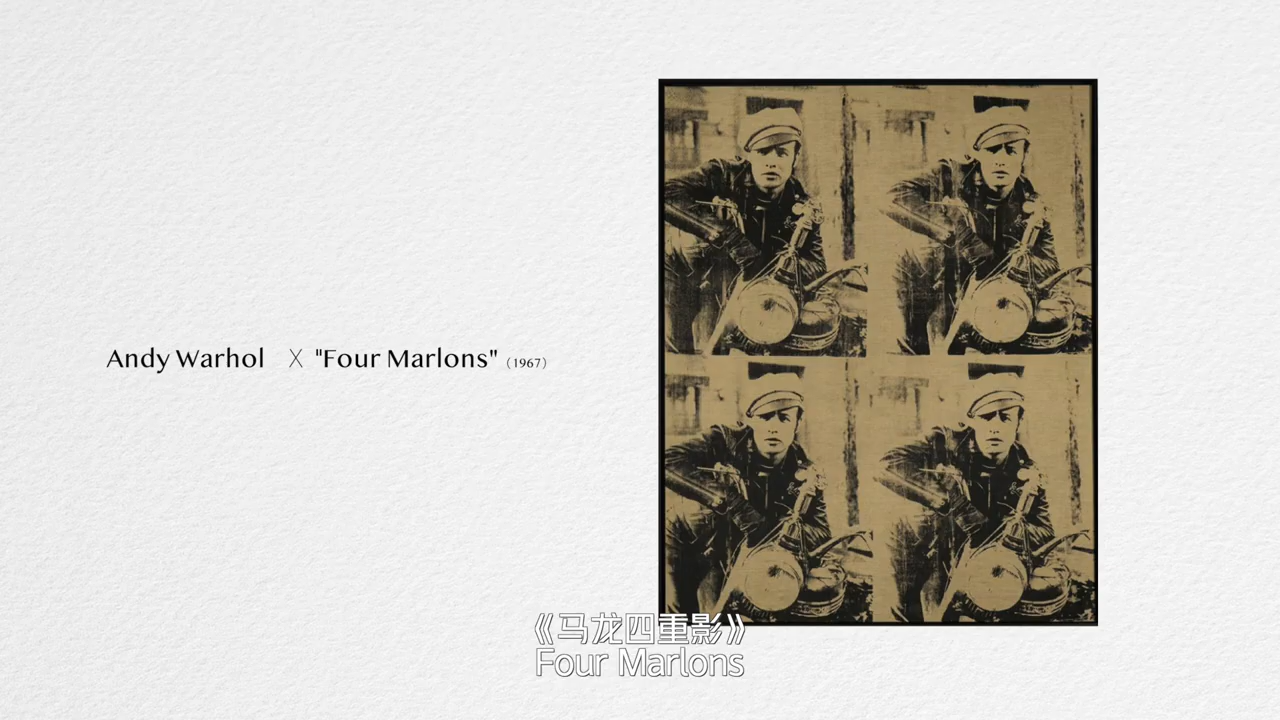 Andy Warhol X "Four Marlons" （1967）
《马龙四重影》
Four Marlons